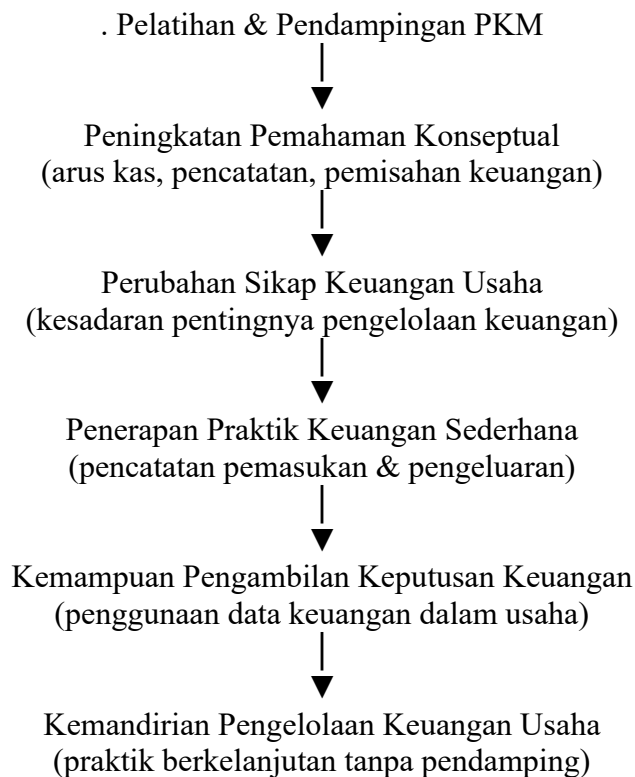 . Pelatihan & Pendampingan PKM
Peningkatan Pemahaman Konseptual
(arus kas, pencatatan, pemisahan keuangan)
Perubahan Sikap Keuangan Usaha
(kesadaran pentingnya pengelolaan keuangan)
Penerapan Praktik Keuangan Sederhana
(pencatatan pemasukan & pengeluaran)
Kemampuan Pengambilan Keputusan Keuangan
(penggunaan data keuangan dalam usaha)
Kemandirian Pengelolaan Keuangan Usaha
(praktik berkelanjutan tanpa pendamping)